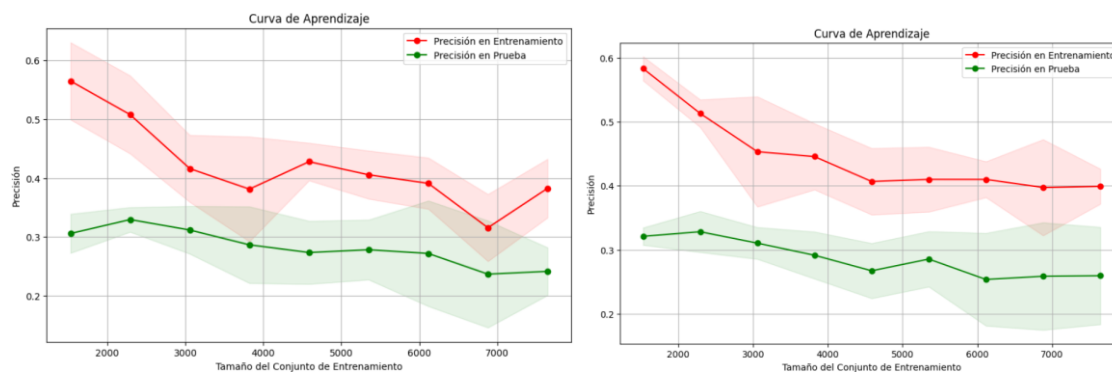 Curva de Aprendizaje
Precisión en Entrenamiento
Precisión en Prueba
0.6
0.5
0.4
0.3
0.2
Precisión
2000 3000 4000 5000 6000 7000
Tamaño del Conjunto de Entrenamiento
Curva de Aprendizaje
Precisión en Entrenamiento
Precisión en Prueba
0.6
0.5
0.4
0.3
0.2
Precisión
2000 3000 4000 5000 6000 7000
Tamaño del Conjunto de Entrenamiento